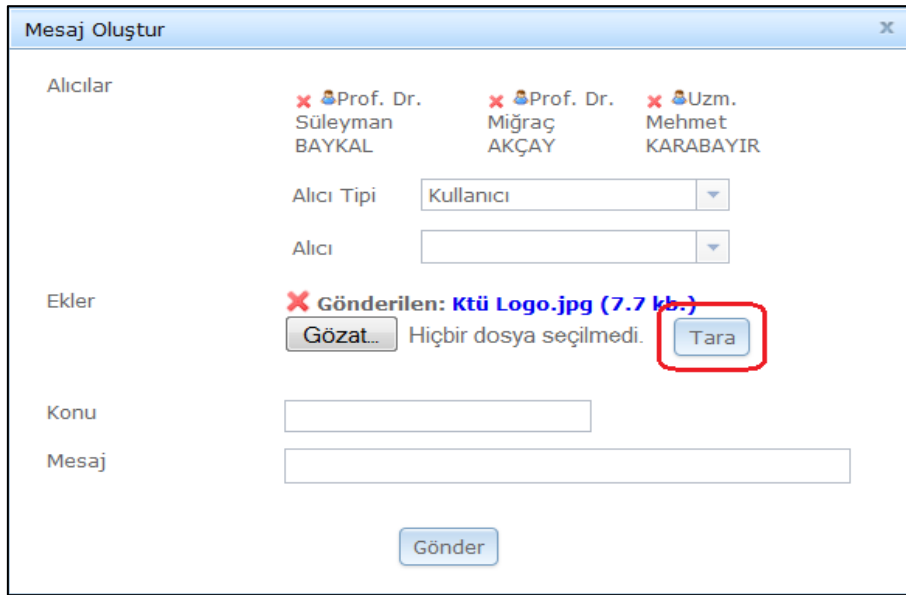 Mesaj Oluştur x
Alıcılar
Prof. Dr. Prof. Dr. Uzm.
Süleyman Miğraç Mehmet
BAYKAL AKÇAY KARABAYIR
Alıcı Tipi Kullanıcı
Alıcı
Ekler Gönderilen: Ktü Logo.jpg (7.7 kb.)
Gözat... Hiçbir dosya seçilmedi. Tara
Konu
Mesaj
Gönder